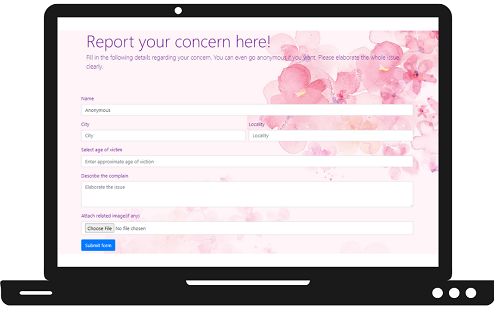 Report your concern here!
Fill in the following details regarding your concern. You can even go anonymous if you want. Please elaborate the whole issue
clearly.
Name
Anonymous
City Locality
City Locality
Select age of victim
Enter approximate age of victim
Describe the complain
Elaborate the issue
Attach related image(if any)
Choose File No file chosen
Submit form